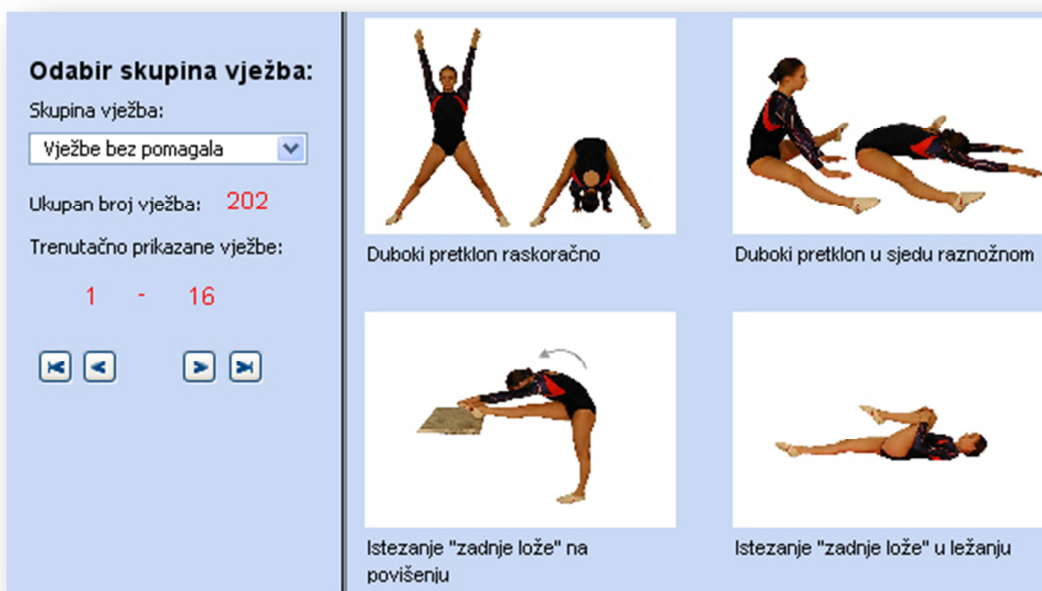 Odabir skupina vježba:
Skupina vježba:
Vježbe bez pomagala
Ukupan broj vježba: 202
Trenutačno prikazane vježbe:
1 - 16
Duboki pretklon raskoračno
Duboki pretklon u sjedu raznožnom
Istezanje "zadnje lože" na
povišenju
Istezanje "zadnje lože" u ležanju